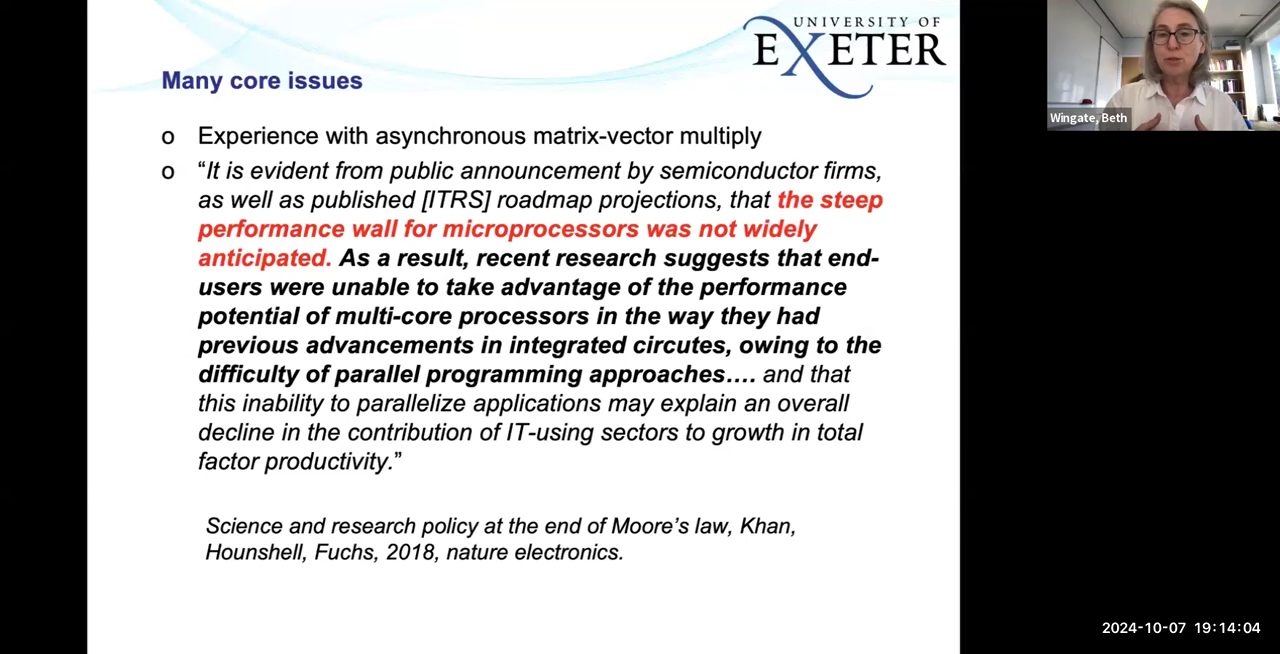 UNIVERSITY OF
EXETER
Many core issues
o Experience with asynchronous matrix-vector multiply
o “It is evident from public announcement by semiconductor firms,
as well as published [ITRS] roadmap projections, that the steep
performance wall for microprocessors was not widely
anticipated. As a result, recent research suggests that end-
users were unable to take advantage of the performance
potential of multi-core processors in the way they had
previous advancements in integrated circutes, owing to the
difficulty of parallel programming approaches…. and that
this inability to parallelize applications may explain an overall
decline in the contribution of IT-using sectors to growth in total
factor productivity.”
Science and research policy at the end of Moore’s law, Khan,
Hounshell, Fuchs, 2018, nature electronics.
Wingate, Beth
2024-10-07 19:14:04